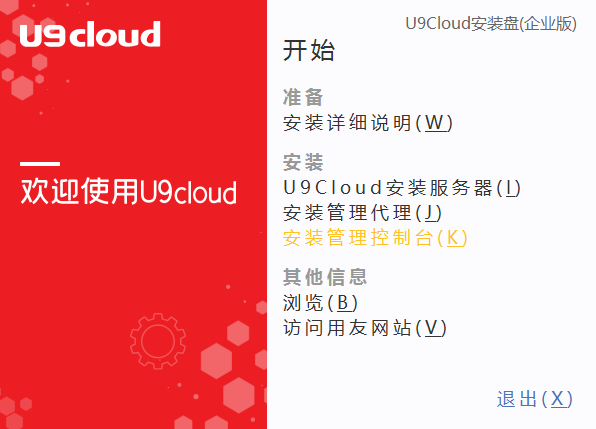 U9cloud
U9Cloud安装盘(企业版)
开始
准备
安装详细说明(W)
安装
U9Cloud安装服务器(I)
安装管理代理(J)
安装管理控制台(K)
欢迎使用U9cloud
其他信息
浏览(B)
访问用友网站(V)
退出(X)